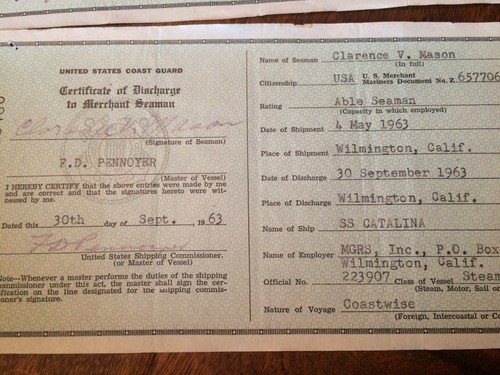 UNITED STATES COAST GUARD
Certificate of Discharge
to Merchant Seaman
(Signature of Seaman)
F.D. PENNOYER
(Master of Vessel)
I HEREBY CERTIFY that the above entries were made by me
and are correct and that the signatures hereto were wit-
nessed by me.
Dated this 30th day of Sept. , 1963
F D Pennoyer
United States Shipping Commissioner.
(or Master of Vessel)
Note—Whenever a master performs the duties of the shipping
commissioner under this act, the master shall sign the cer-
tification on the line designated for the shipping commis-
sioner's signature.
Name of Seaman Clarence V. Mason
(In full)
Citizenship USA U. S. Merchant
Mariners Document No. Z 657706
Rating Able Seaman
(Capacity in which employed)
Date of Shipment 4 May 1963
Place of Shipment Wilmington, Calif.
Date of Discharge 30 September 1963
Place of Discharge Wilmington, Calif.
Name of Ship SS CATALINA
Name of Employer MGRS, Inc., P.O. Box
Wilmington, Calif.
Official No. 223907 Class of Vessel Steam
(Steam, Motor, Sail or
Nature of Voyage Coastwise
(Foreign, Intercoastal or Co